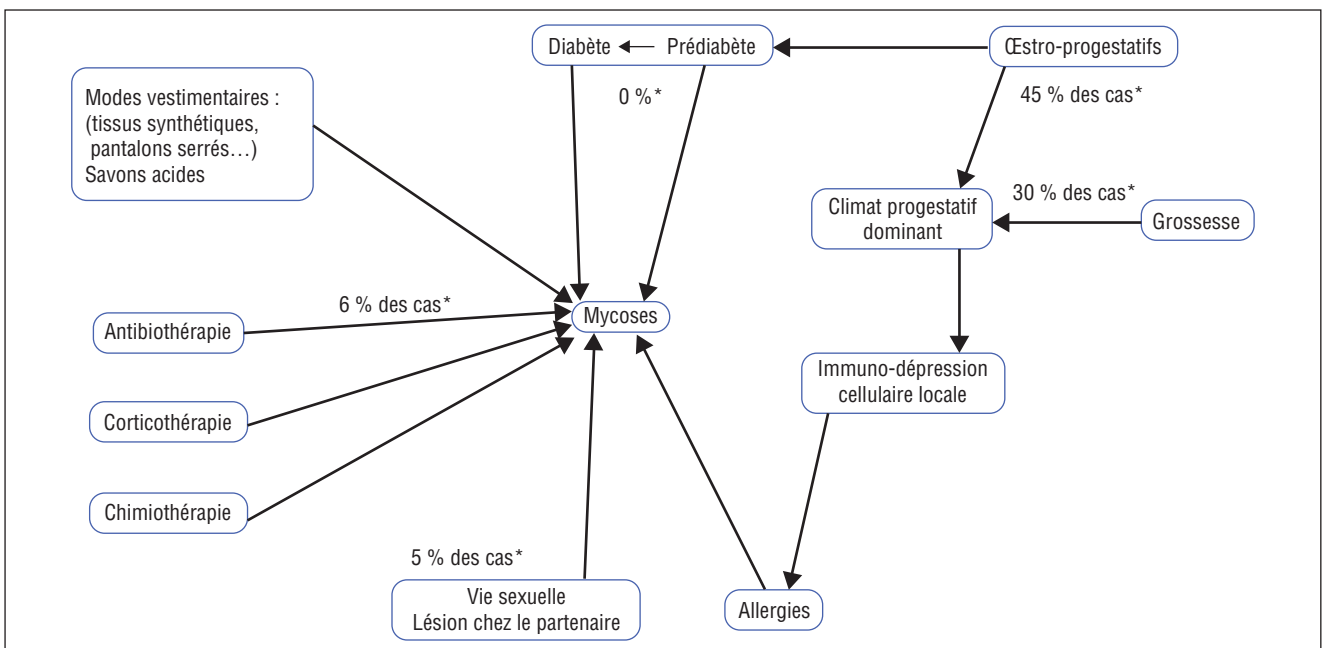 Diabète ← Prédiabète
Œstro-progestatifs
Modes vestimentaires :
(tissus synthétiques,
pantalons serrés…)
Savons acides
0 %*
45 % des cas*
Climat progestatif
dominant
30 % des cas*
Grossesse
6 % des cas*
Mycoses
Antibiothérapie
Immuno-dépression
cellulaire locale
Corticothérapie
Chimiothérapie
5 % des cas*
Vie sexuelle
Lésion chez le partenaire
Allergies